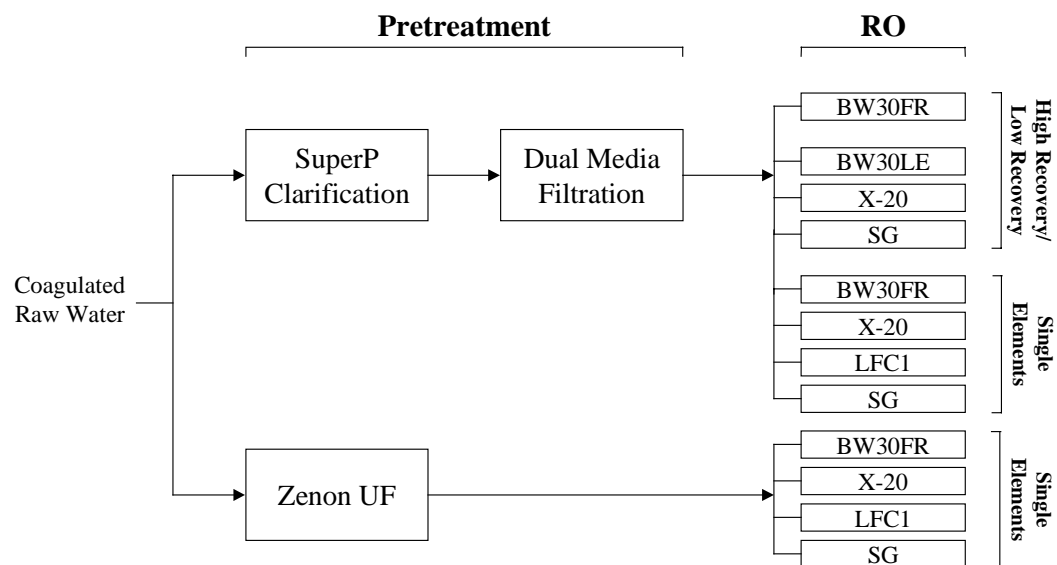 Pretreatment
RO
SuperP
Clarification
Dual Media
Filtration
Coagulated
Raw Water
Zenon UF
BW30FR
BW30LE
X-20
SG
High Recovery/
Low Recovery
BW30FR
X-20
LFC1
SG
Single
Elements
BW30FR
X-20
LFC1
SG
Single
Elements